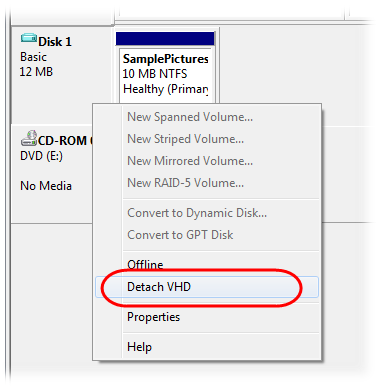 Disk 1
Basic
12 MB
SamplePictures
10 MB NTFS
Healthy (Primar
CD-ROM
DVD (E:)
No Media
New Spanned Volume...
New Striped Volume...
New Mirrored Volume...
New RAID-5 Volume...
Convert to Dynamic Disk...
Convert to GPT Disk
Offline
Detach VHD
Properties
Help